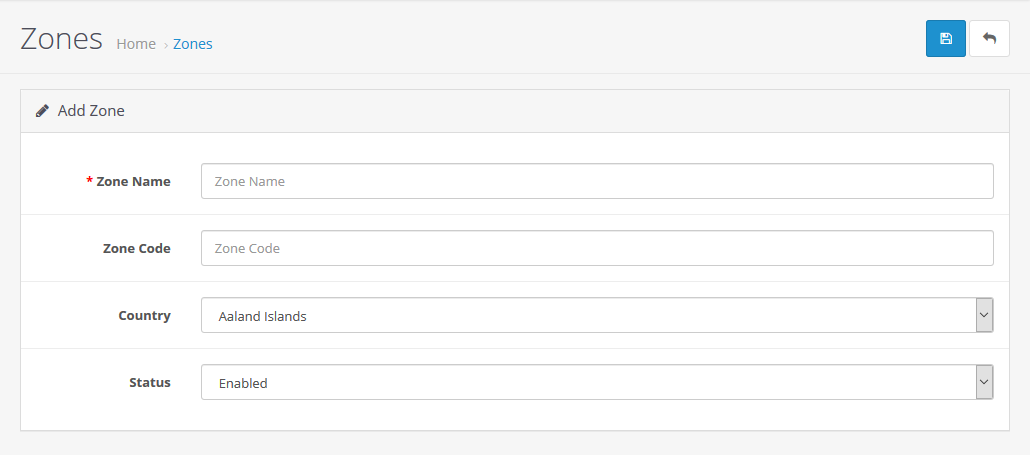 Zones Home › Zones
Add Zone
* Zone Name Zone Name
Zone Code Zone Code
Country Aaland Islands
Status Enabled